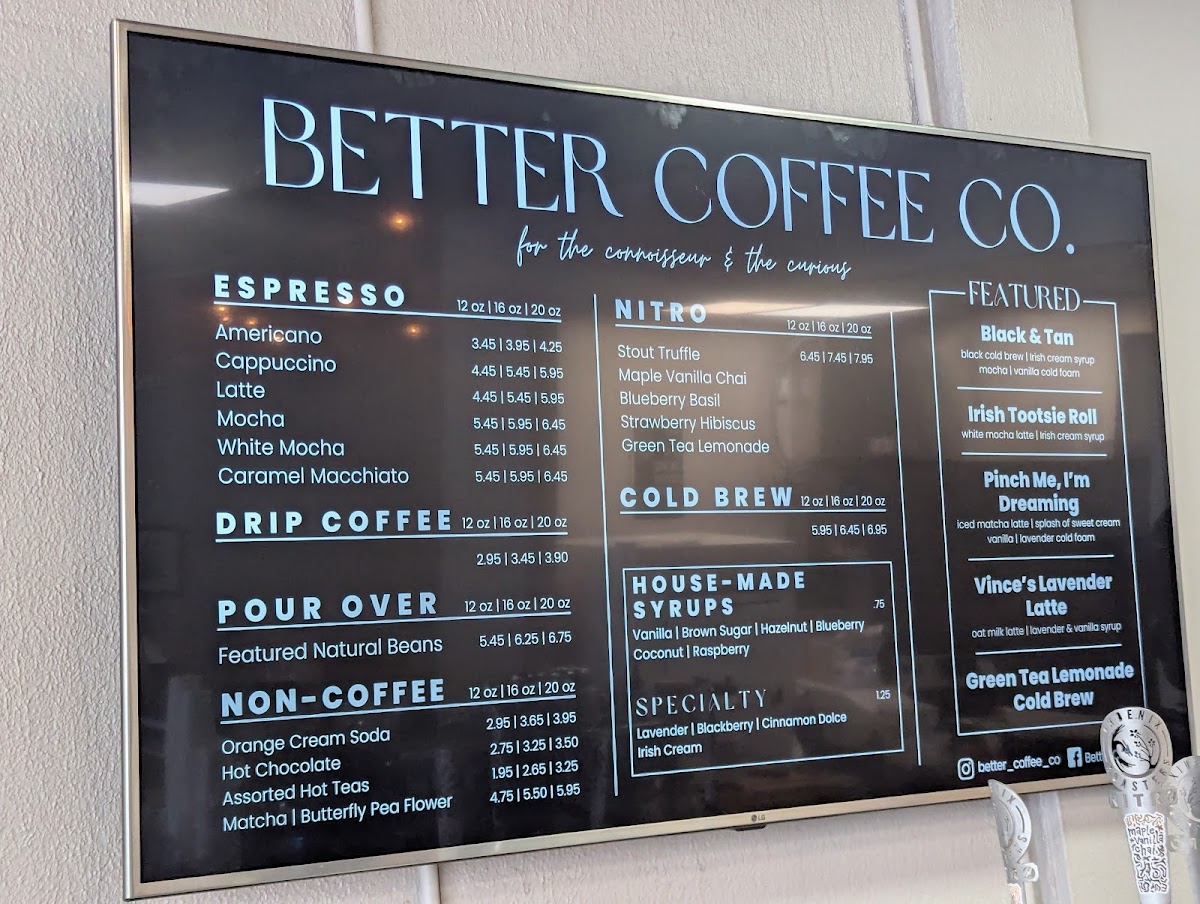 BETTER COFFEE CO.
for the connoisseur & the curious
ESPRESSO 12 oz | 16 oz | 20 oz
Americano 3.45 | 3.95 | 4.25
Cappuccino 4.45 | 5.45 | 5.95
Latte 4.45 | 5.45 | 5.95
Mocha 5.45 | 5.95 | 6.45
White Mocha 5.45 | 5.95 | 6.45
Caramel Macchiato 5.45 | 5.95 | 6.45
DRIP COFFEE 12 oz | 16 oz | 20 oz
2.95 | 3.45 | 3.90
POUR OVER 12 oz | 16 oz | 20 oz
Featured Natural Beans 5.45 | 6.25 | 6.75
NON-COFFEE 12 oz | 16 oz | 20 oz
Orange Cream Soda 2.95 | 3.65 | 3.95
Hot Chocolate 2.75 | 3.25 | 3.50
Assorted Hot Teas 1.95 | 2.65 | 3.25
Matcha | Butterfly Pea Flower 4.75 | 5.50 | 5.95
NITRO 12 oz | 16 oz | 20 oz
Stout Truffle 6.45 | 7.45 | 7.95
Maple Vanilla Chai
Blueberry Basil
Strawberry Hibiscus
Green Tea Lemonade
COLD BREW 12 oz | 16 oz | 20 oz
5.95 | 6.45 | 6.95
HOUSE-MADE
SYRUPS .75
Vanilla | Brown Sugar | Hazelnut | Blueberry
Coconut | Raspberry
SPECIALTY 1.25
Lavender | Blackberry | Cinnamon Dolce
Irish Cream
FEATURED
Black & Tan
black cold brew | Irish cream syrup
mocha | vanilla cold foam
Irish Tootsie Roll
white mocha latte | Irish cream syrup
Pinch Me, I'm
Dreaming
iced matcha latte | splash of sweet cream
vanilla | lavender cold foam
Vince's Lavender
Latte
oat milk latte | lavender & vanilla syrup
Green Tea Lemonade
Cold Brew
better_coffee_co
LG
maple
vanilla
chai